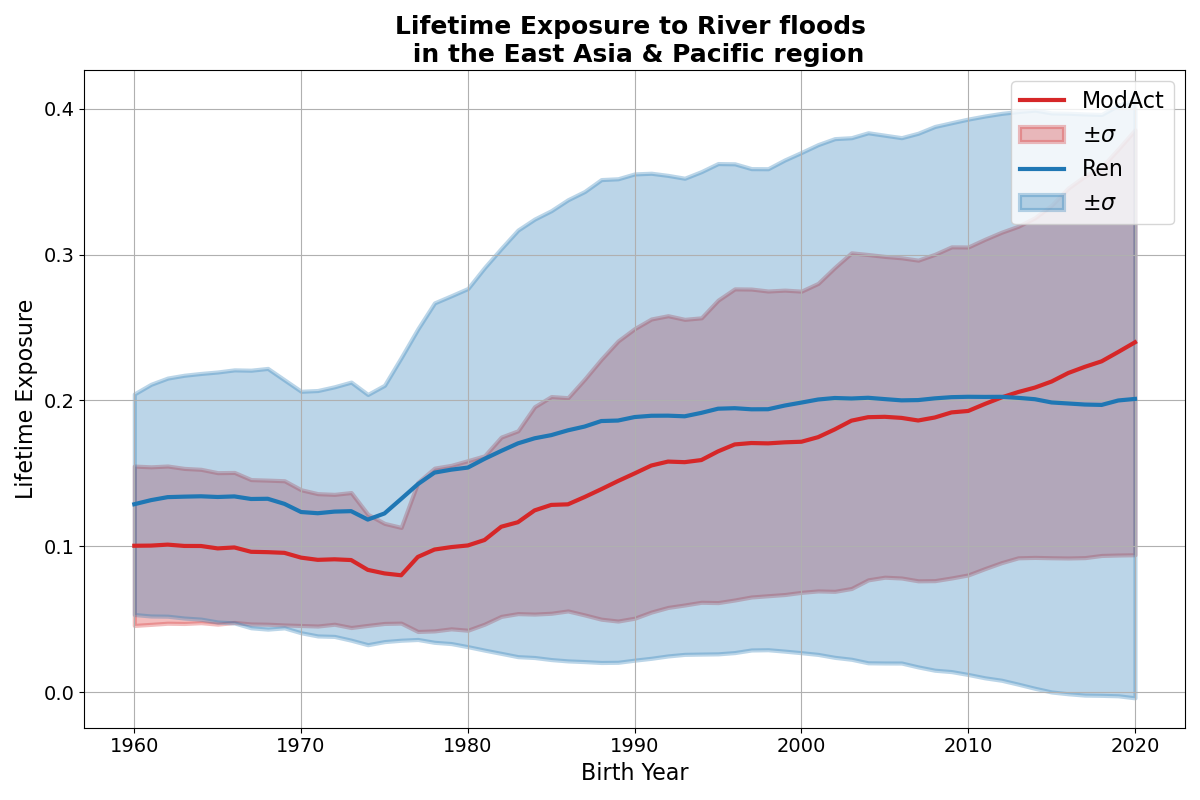 Lifetime Exposure to River floods
in the East Asia & Pacific region
ModAct
±σ
Ren
±σ
Lifetime Exposure
0.4
0.3
0.2
0.1
0.0
1960 1970 1980 1990 2000 2010 2020
Birth Year